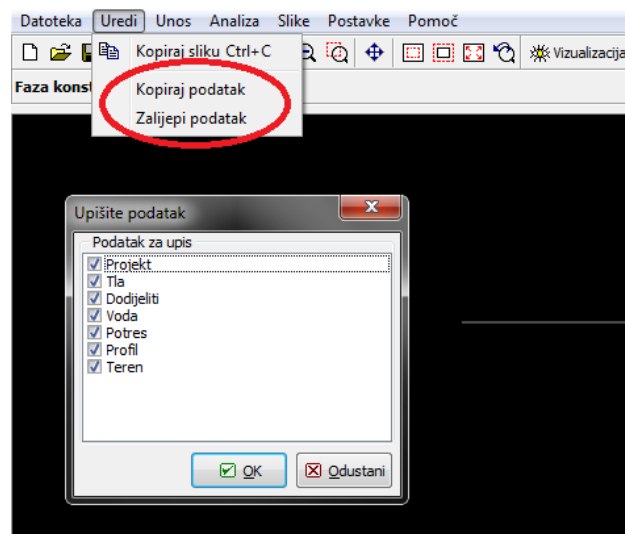 Datoteka Uredi Unos Analiza Slike Postavke Pomoč
Vizualizacija
Kopiraj sliku Ctrl+C
Faza konst
Kopiraj podatak
Zalijepi podatak
Upišite podatak
Podatak za upis
Projekt
Tla
Dodijeliti
Voda
Potres
Profil
Teren
OK Odustani